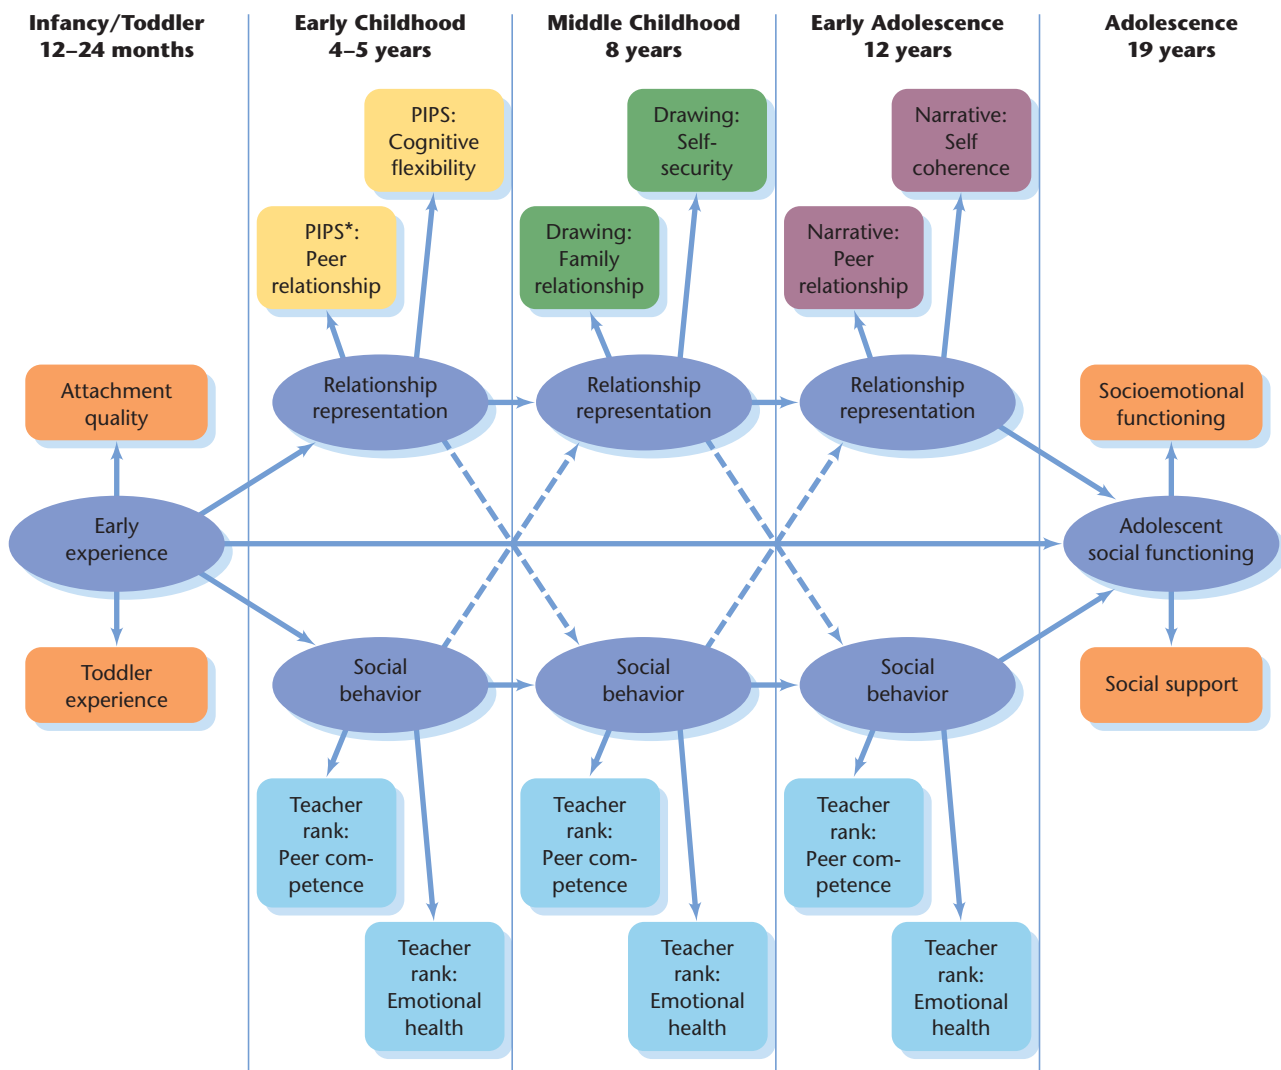 Infancy/Toddler
12–24 months
Early Childhood
4–5 years
Middle Childhood
8 years
Early Adolescence
12 years
Adolescence
19 years
PIPS:
Cognitive
flexibility
Drawing:
Self-
security
Narrative:
Self
coherence
PIPS*:
Peer
relationship
Drawing:
Family
relationship
Narrative:
Peer
relationship
Attachment
quality
Relationship
representation
Relationship
representation
Relationship
representation
Socioemotional
functioning
Early
experience
Adolescent
social functioning
Toddler
experience
Social
behavior
Social
behavior
Social
behavior
Social support
Teacher
rank:
Peer com-
petence
Teacher
rank:
Peer com-
petence
Teacher
rank:
Peer com-
petence
Teacher
rank:
Emotional
health
Teacher
rank:
Emotional
health
Teacher
rank:
Emotional
health